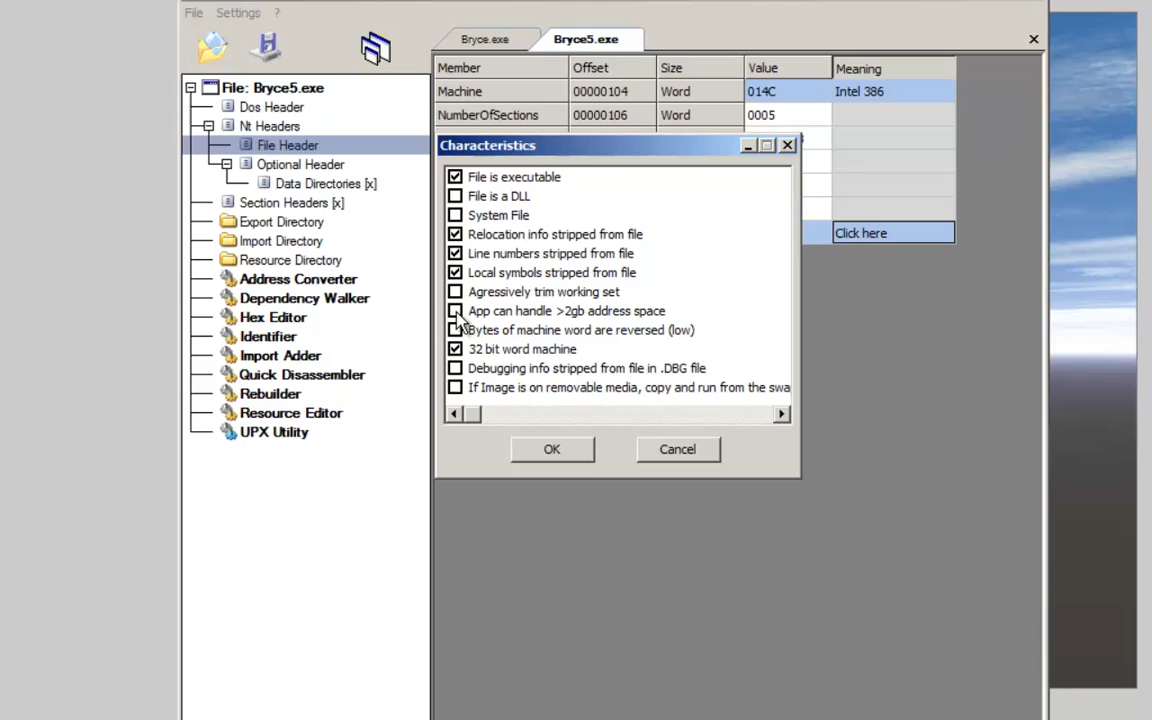 File Settings ?
Bryce.exe Bryce5.exe
File: Bryce5.exe
Dos Header
Nt Headers
File Header
Optional Header
Data Directories [x]
Section Headers [x]
Export Directory
Import Directory
Resource Directory
Address Converter
Dependency Walker
Hex Editor
Identifier
Import Adder
Quick Disassembler
Rebuilder
Resource Editor
UPX Utility
Member Offset Size Value Meaning
Machine 00000104 Word 014C Intel 386
NumberOfSections 00000106 Word 0005
Click here
Characteristics
File is executable
File is a DLL
System File
Relocation info stripped from file
Line numbers stripped from file
Local symbols stripped from file
Agressively trim working set
App can handle >2gb address space
Bytes of machine word are reversed (low)
32 bit word machine
Debugging info stripped from file in .DBG file
If Image is on removable media, copy and run from the swa
OK Cancel